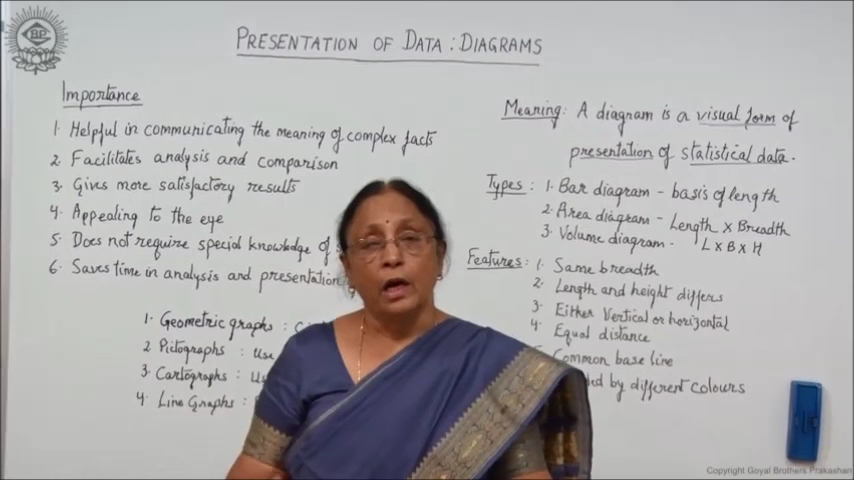 BP
PRESENTATION OF DATA : DIAGRAMS
Importance
1. Helpful in communicating the meaning of complex facts
2. Facilitates analysis and comparison
3. Gives more satisfactory results
4. Appealing to the eye
5. Does not require special knowledge of
6. Saves time in analysis and presentation
1. Geometric graphs :
2 Pictographs : Use
3. Cartographs :
4. Line Graphs :
Meaning: A diagram is a visual form of
presentation of statistical data.
Types : 1. Bar diagram - basis of length
2. Area diagram - Length x Breadth
3. Volume diagram - L x B x H
Features : 1. Same breadth
2. Length and height differs
3. Either Vertical or horizontal
4. Equal distance
Common base line
by different colours
Copyright Goyal Brothers Prakashan